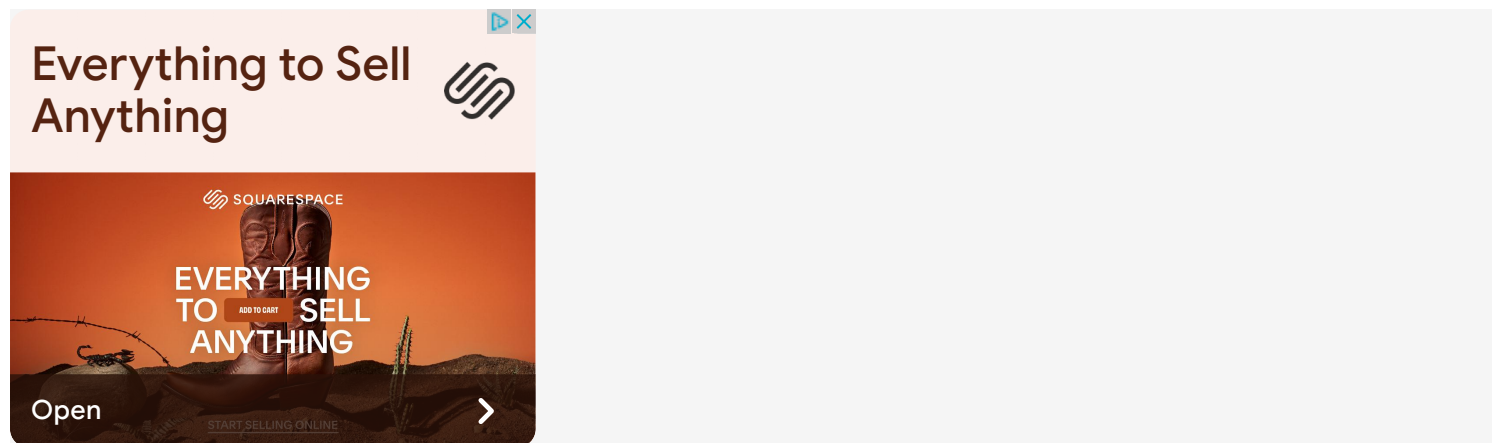 Everything to Sell
Anything
SQUARESPACE
EVERYTHING
TO ADD TO CART SELL
ANYTHING
Open
START SELLING ONLINE